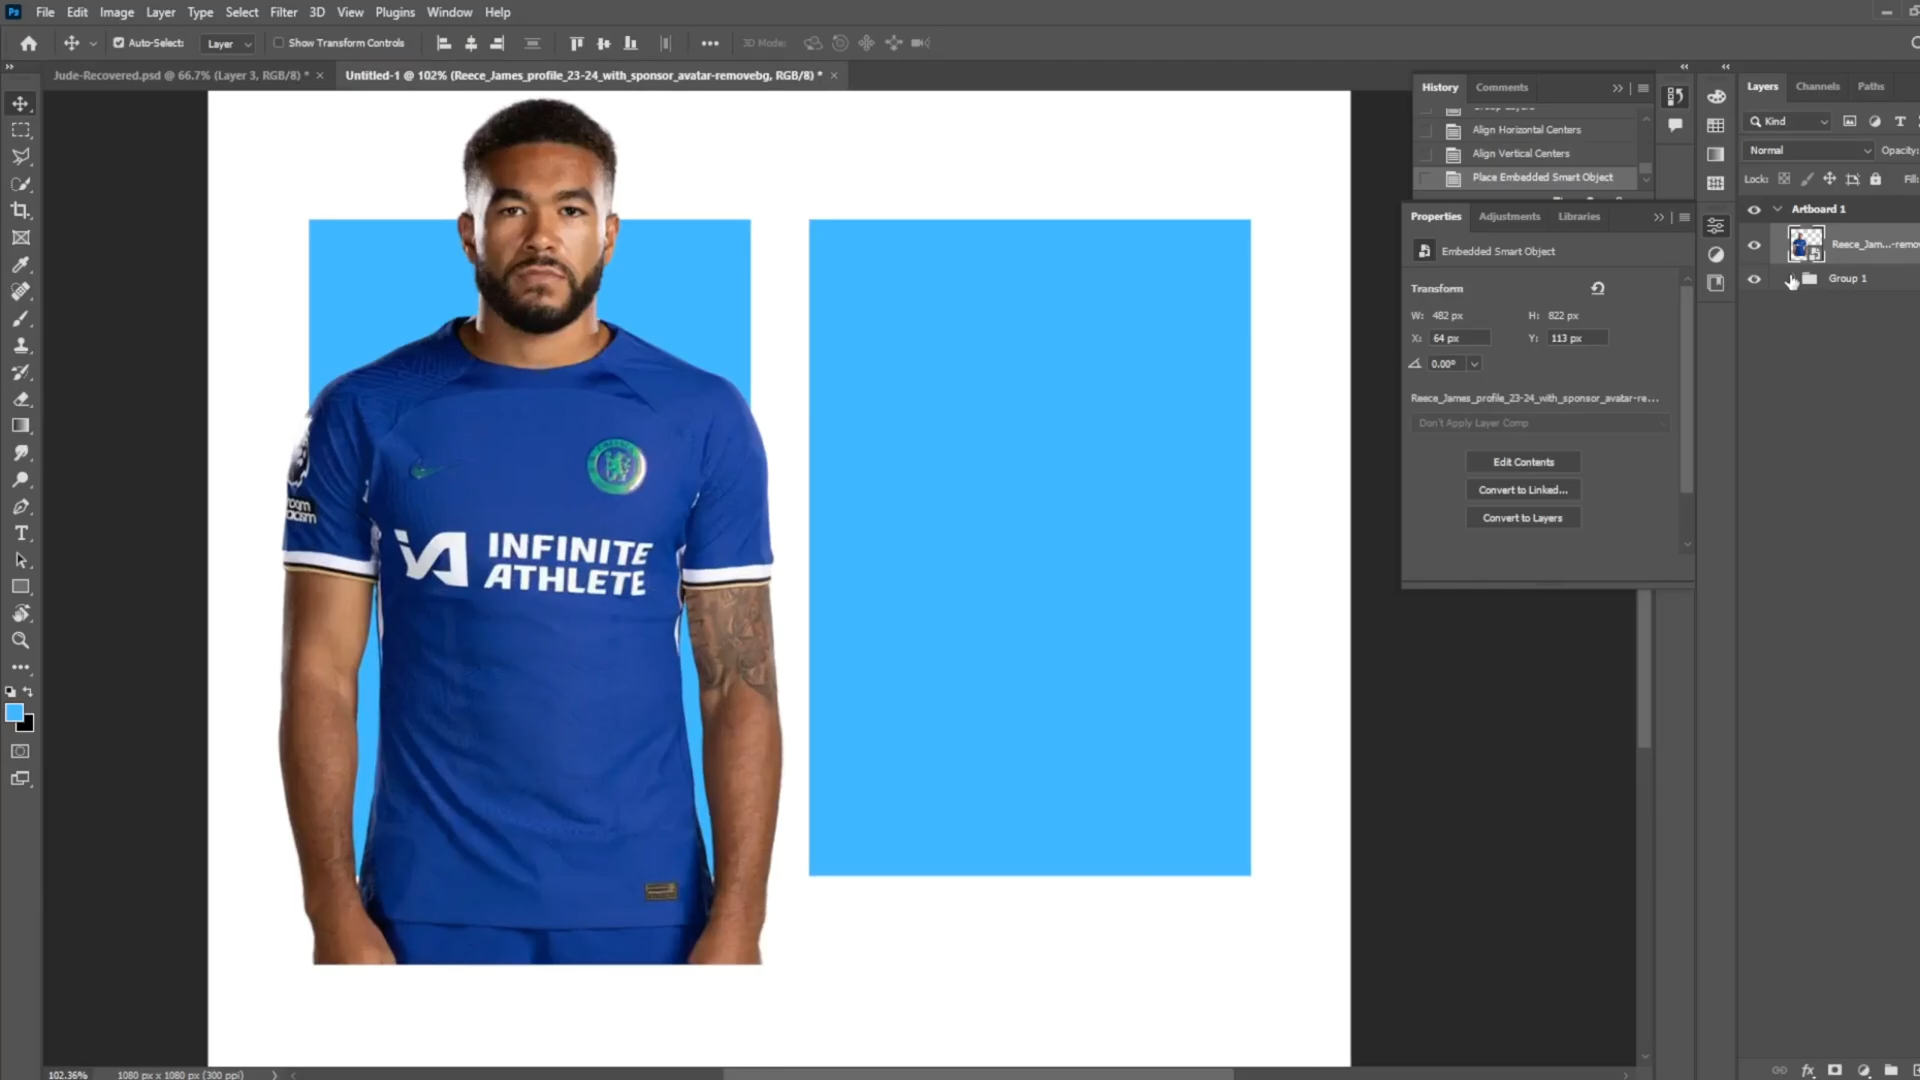 Ps File Edit Image Layer Type Select Filter 3D View Plugins Window Help
Auto-Select: Layer Show Transform Controls 3D Mode:
Jude-Recovered.psd @ 66.7% (Layer 3, RGB/8) * × Untitled-1 @ 102% (Reece_James_profile_23-24_with_sponsor_avatar-removebg, RGB/8) * ×
History Comments
Align Horizontal Centers
Align Vertical Centers
Place Embedded Smart Object
Properties Adjustments Libraries
Embedded Smart Object
Transform
W: 482 px H: 822 px
X: 64 px Y: 113 px
0.00°
Reece_James_profile_23-24_with_sponsor_avatar-re...
Don't Apply Layer Comp
Edit Contents
Convert to Linked...
Convert to Layers
Layers Channels Paths
Kind
Normal Opacity:
Lock: Fill:
Artboard 1
Reece_Jam...-remov
Group 1
INFINITE
ATHLETE
102.36% 1080 px x 1080 px (300 ppi)